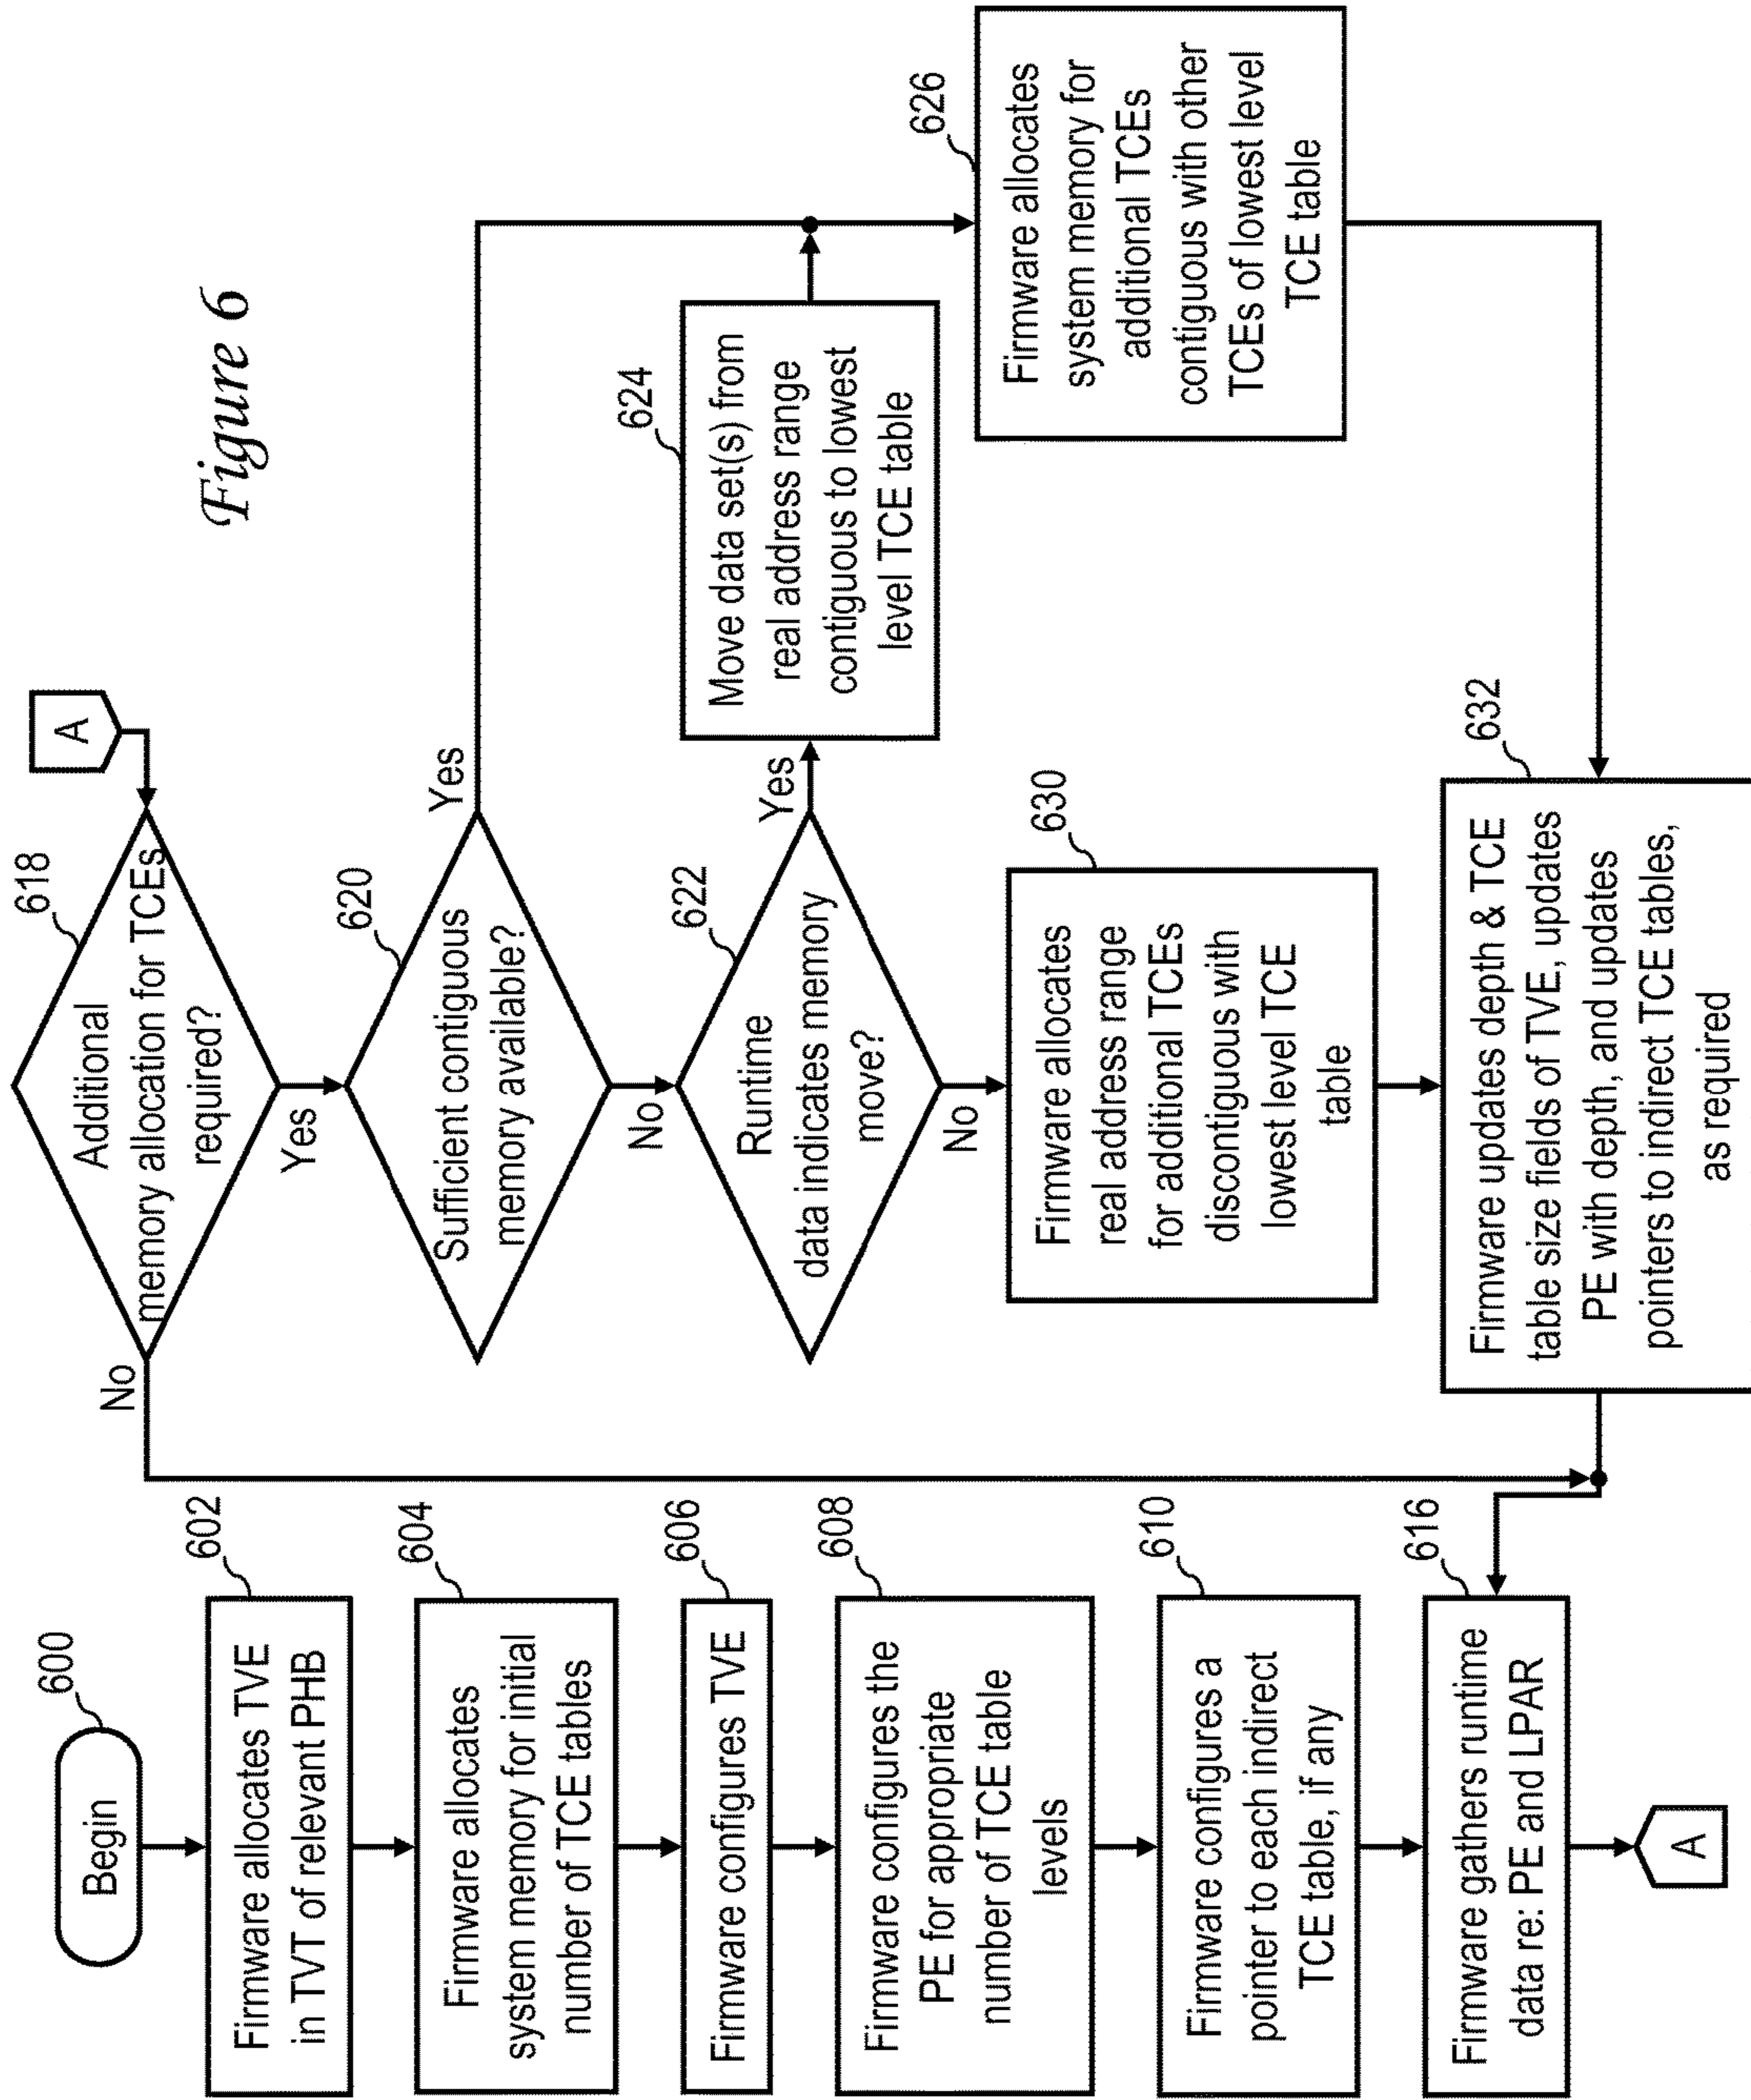 Figure 6
600
Begin
602
Firmware allocates TVE
in TVT of relevant PHB
604
Firmware allocates
system memory for initial
number of TCE tables
606
Firmware configures TVE
608
Firmware configures the
PE for appropriate
number of TCE table
levels
610
Firmware configures a
pointer to each indirect
TCE table, if any
616
Firmware gathers runtime
data re: PE and LPAR
A
A
618
Additional
memory allocation for TCEs
required?
No
Yes
620
Sufficient contiguous
memory available?
Yes
No
622
Runtime
data indicates memory
move?
Yes
No
624
Move data set(s) from
real address range
contiguous to lowest
level TCE table
626
Firmware allocates
system memory for
additional TCEs
contiguous with other
TCEs of lowest level
TCE table
630
Firmware allocates
real address range
for additional TCEs
discontiguous with
lowest level TCE
table
632
Firmware updates depth & TCE
table size fields of TVE, updates
PE with depth, and updates
pointers to indirect TCE tables,
as required